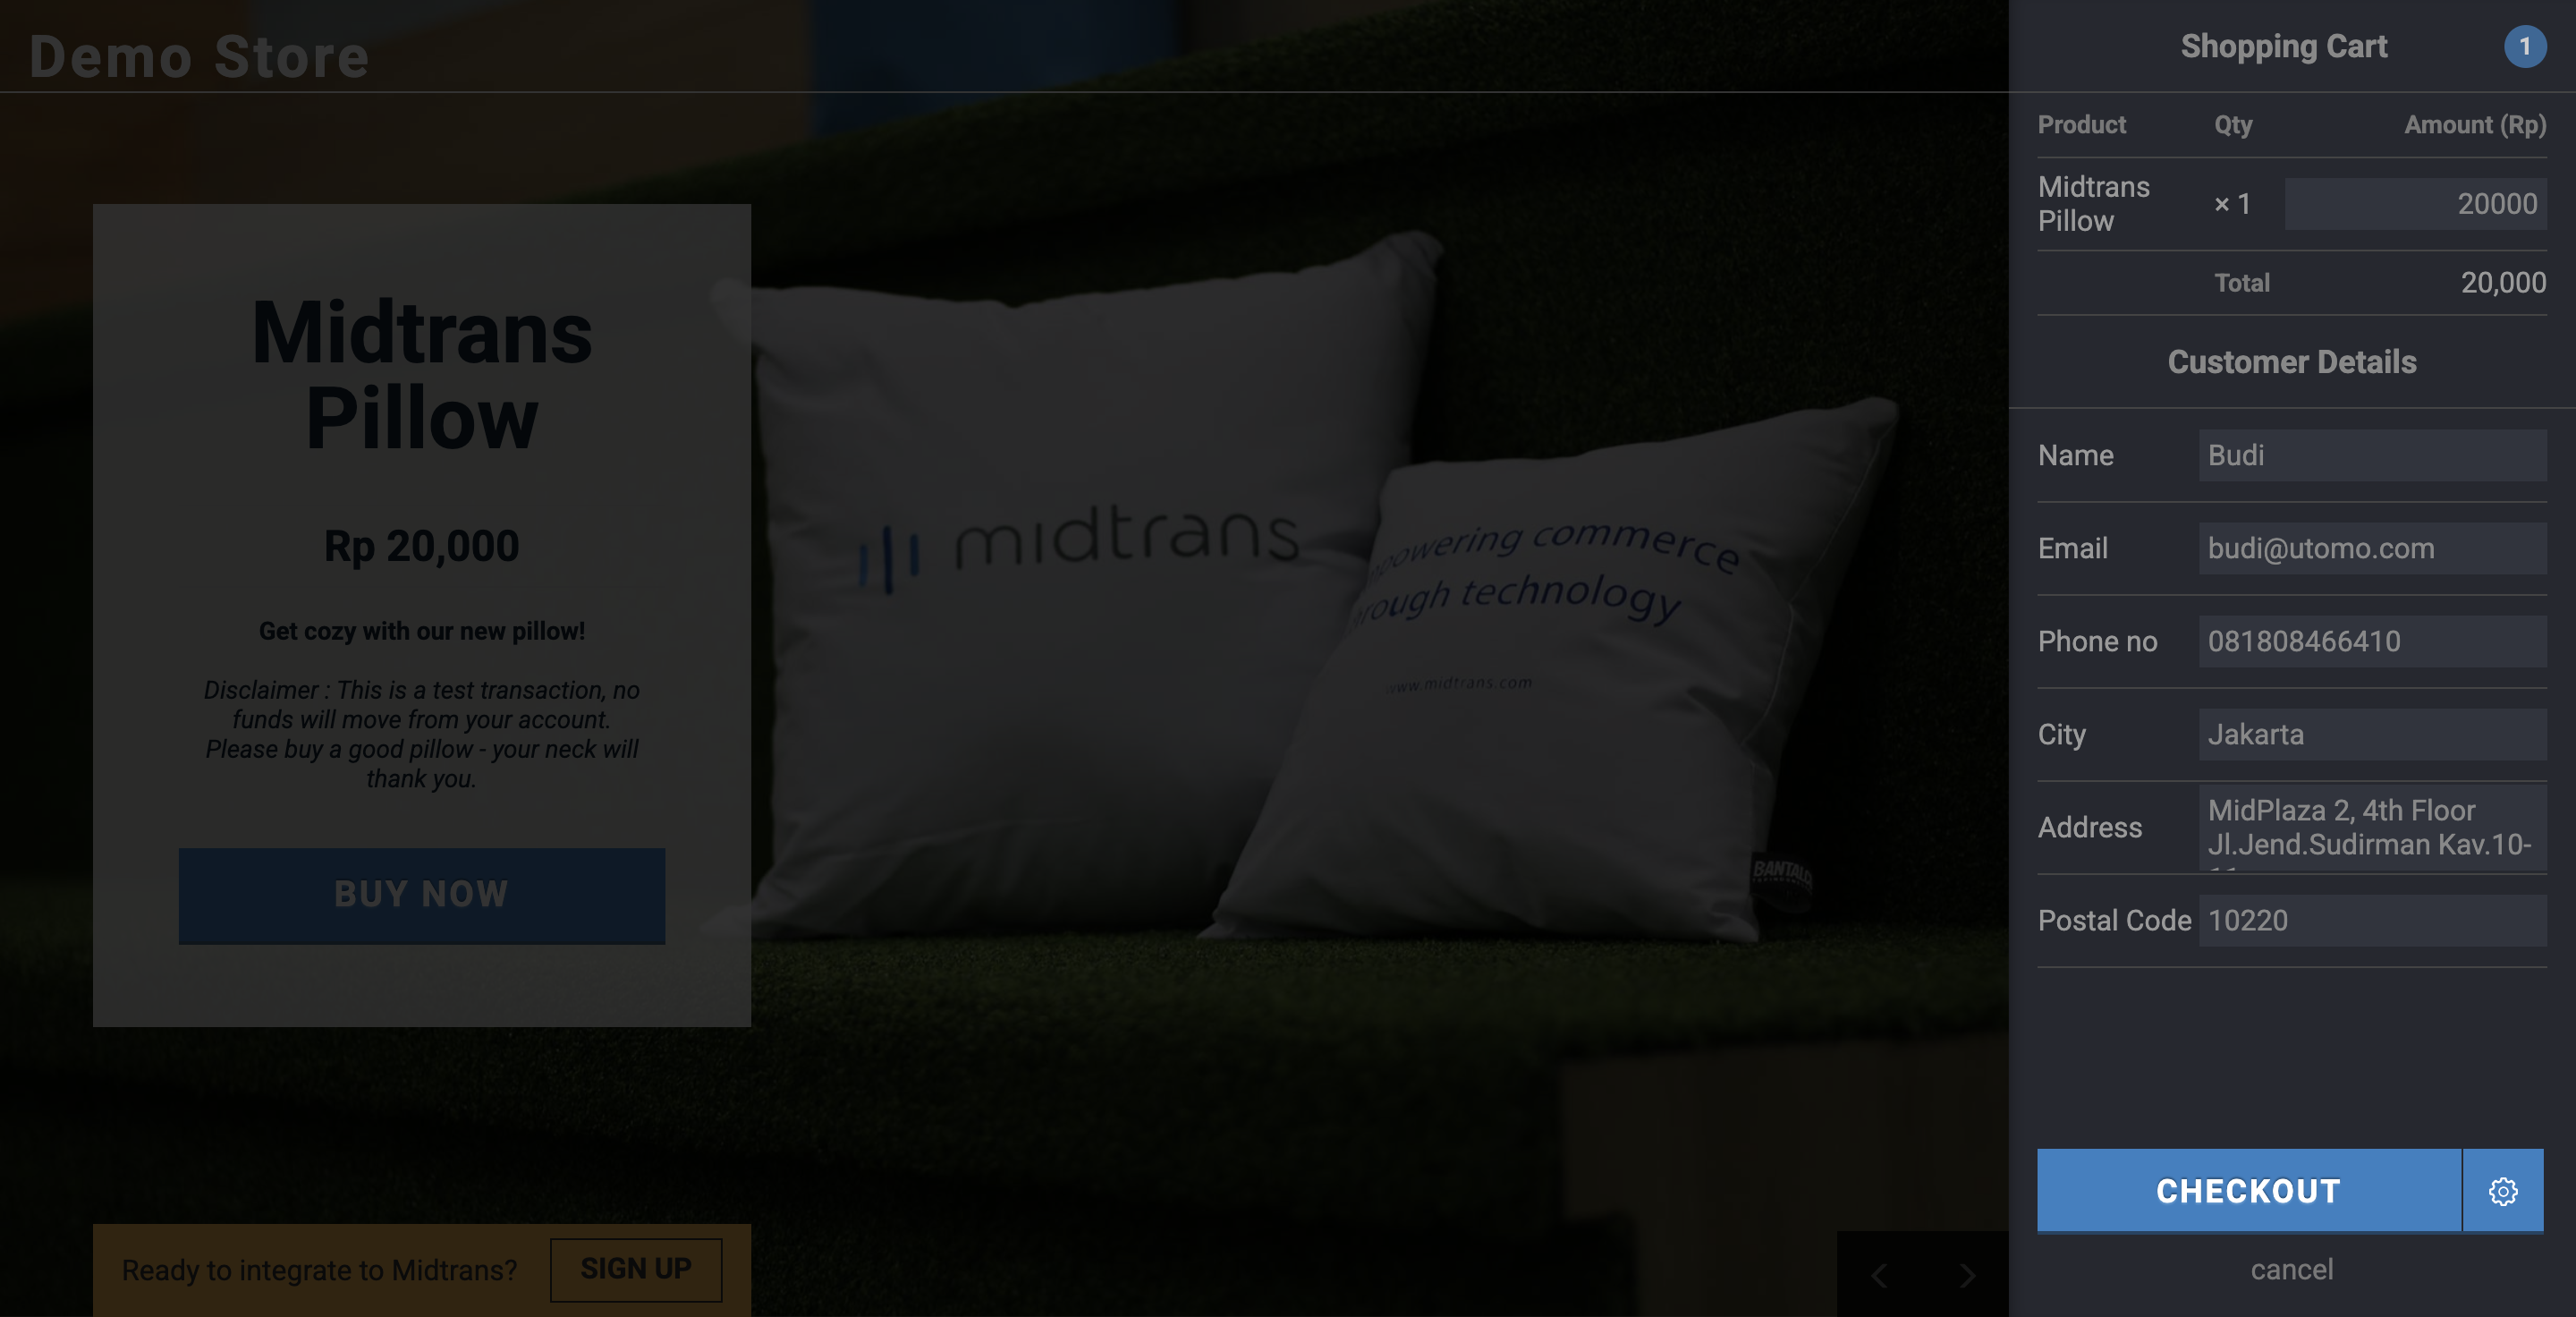 Demo Store
Midtrans
Pillow
Rp 20,000
Get cozy with our new pillow!
Disclaimer : This is a test transaction, no
funds will move from your account.
Please buy a good pillow - your neck will
thank you.
BUY NOW
midtrans
commerce
technology
www.midtrans.com
Ready to integrate to Midtrans?
SIGN UP
Shopping Cart
1
Product Qty Amount (Rp)
Midtrans
Pillow
× 1 20000
Total 20,000
Customer Details
Name Budi
Email budi@utomo.com
Phone no 081808466410
City Jakarta
Address
MidPlaza 2, 4th Floor
Jl.Jend.Sudirman Kav.10-
Postal Code 10220
CHECKOUT
cancel